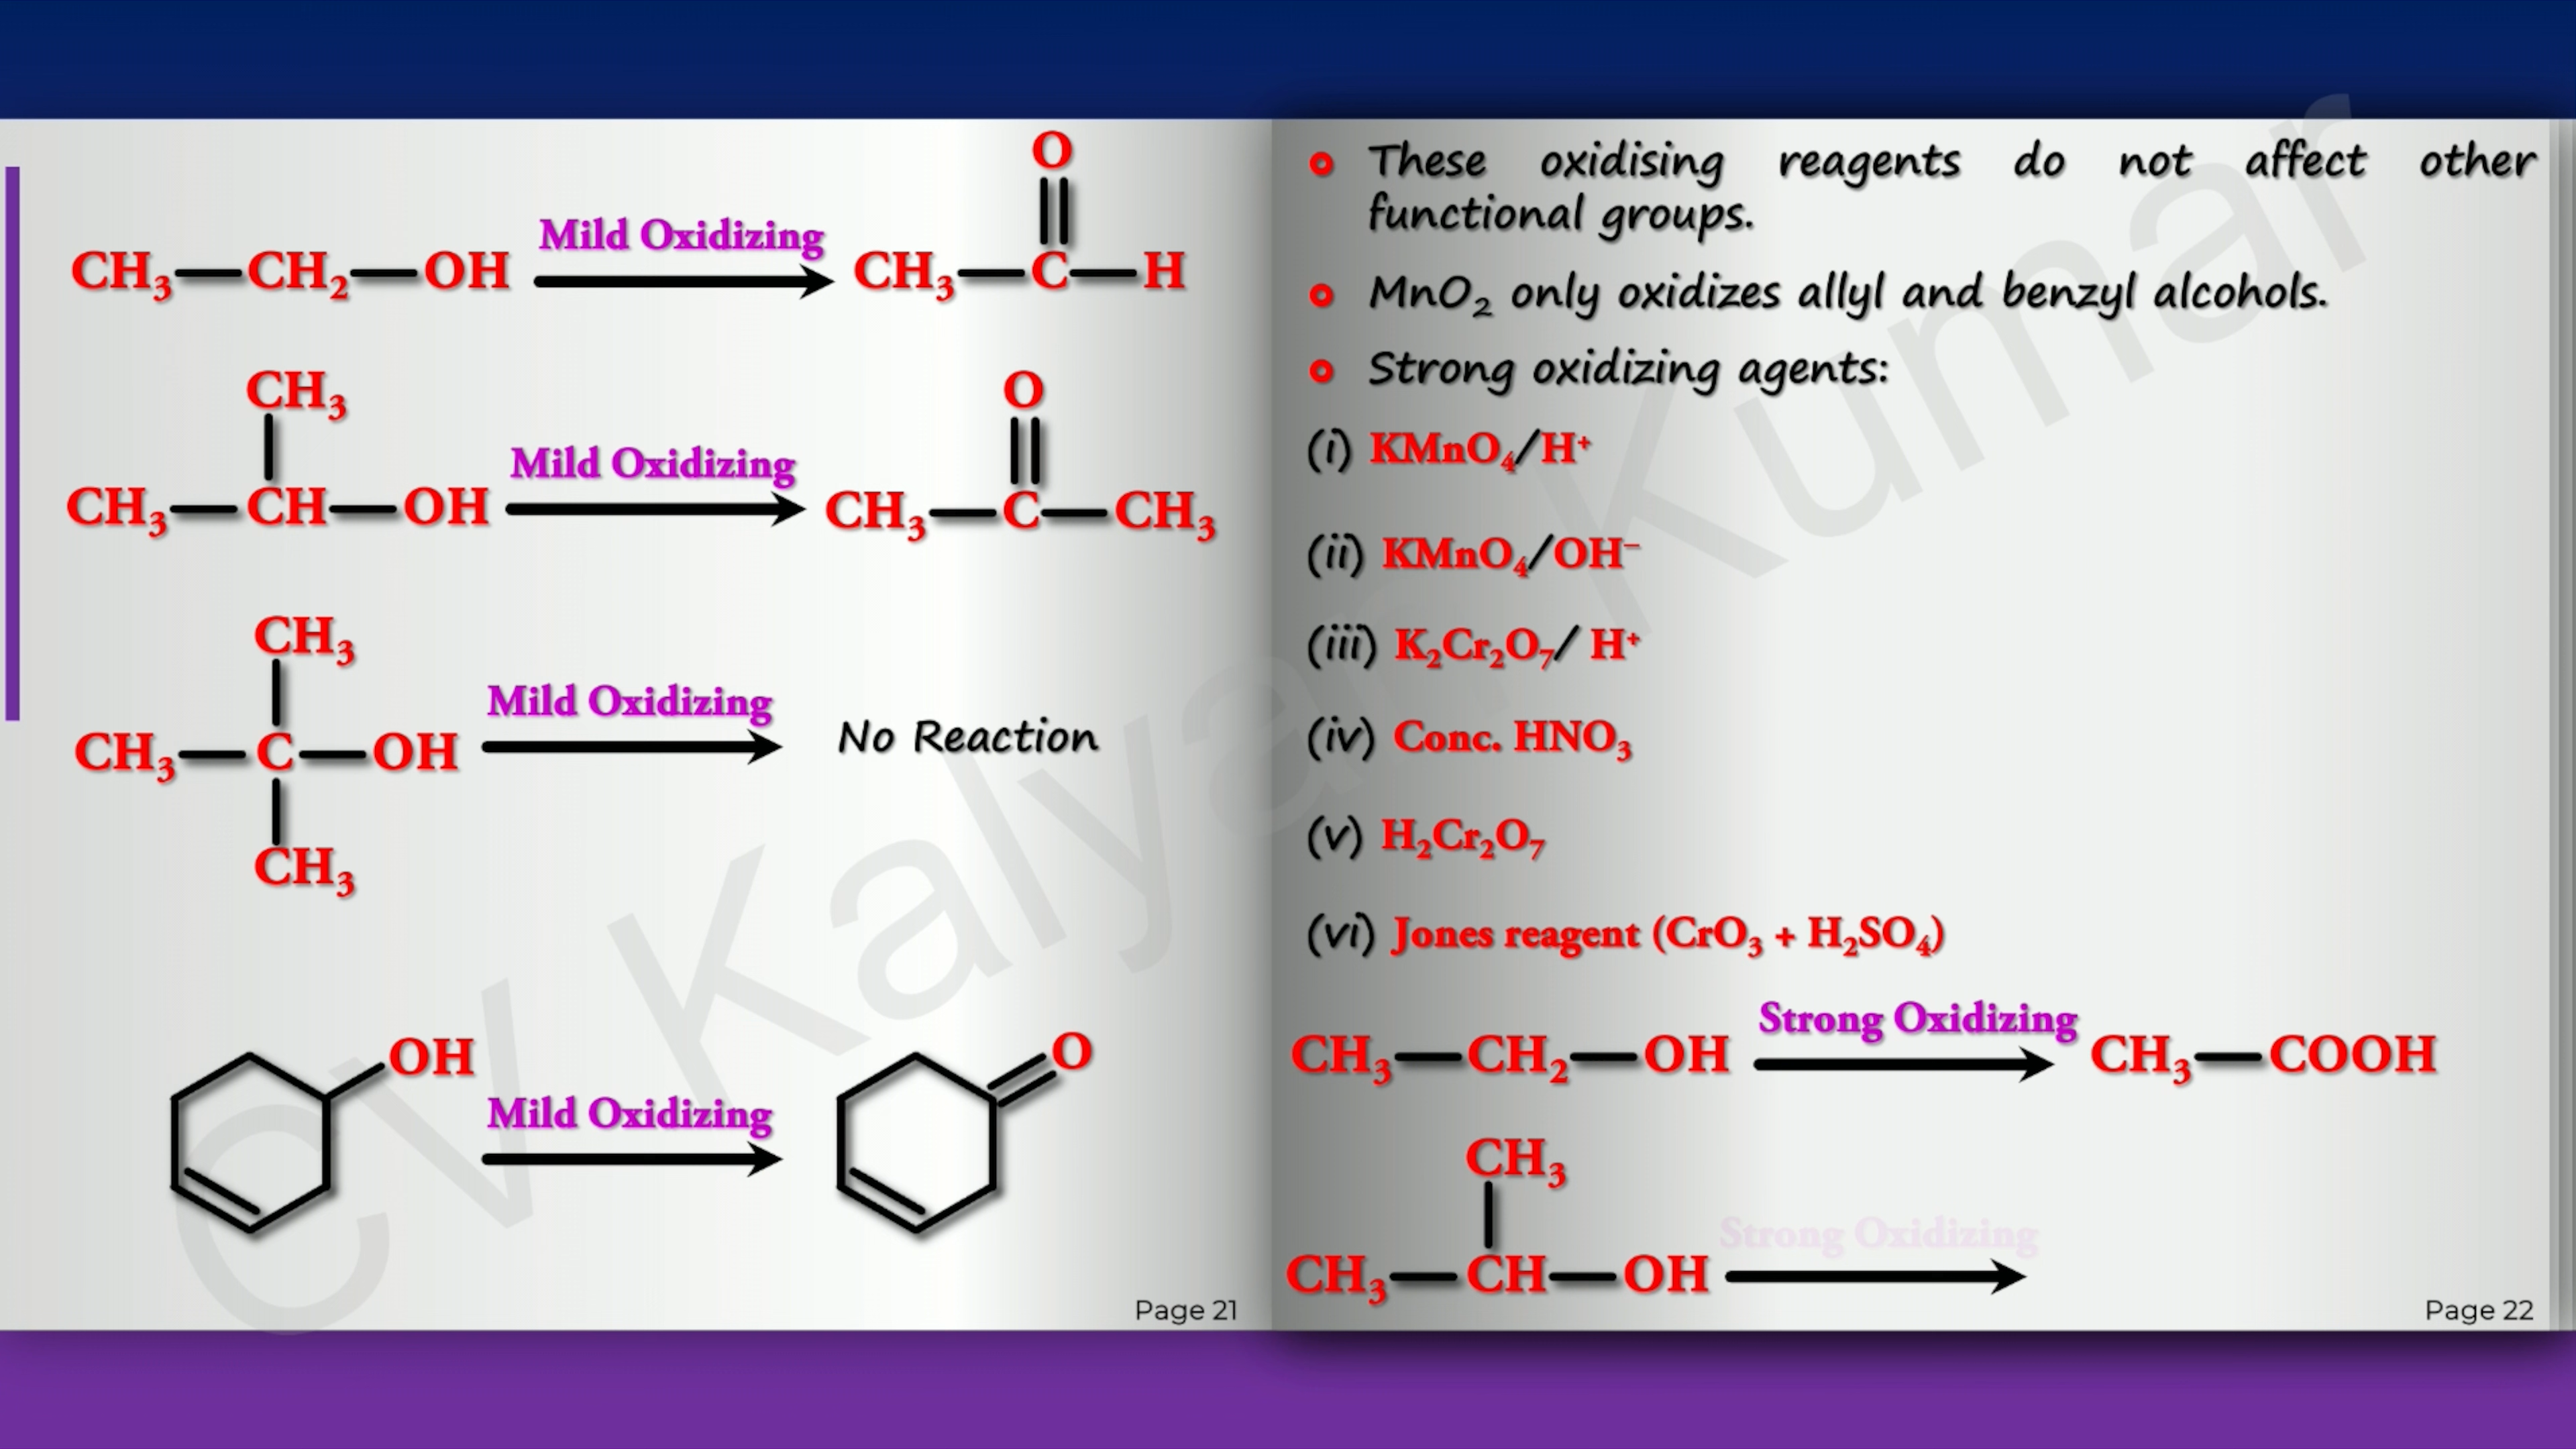 O
CH₃—CH₂—OH Mild Oxidizing CH₃—C—H
CH₃ O
CH₃—CH—OH Mild Oxidizing CH₃—C—CH₃
CH₃
CH₃—C—OH Mild Oxidizing No Reaction
CH₃
OH Mild Oxidizing O
Page 21
These oxidising reagents do not affect other
functional groups.
MnO₂ only oxidizes allyl and benzyl alcohols.
Strong oxidizing agents:
(i) KMnO₄/H⁺
(ii) KMnO₄/OH⁻
(iii) K₂Cr₂O₇/ H⁺
(iv) Conc. HNO₃
(v) H₂Cr₂O₇
(vi) Jones reagent (CrO₃ + H₂SO₄)
CH₃—CH₂—OH Strong Oxidizing CH₃—COOH
CH₃
CH₃—CH—OH Strong Oxidizing
Page 22
CV Kalyan Kumar